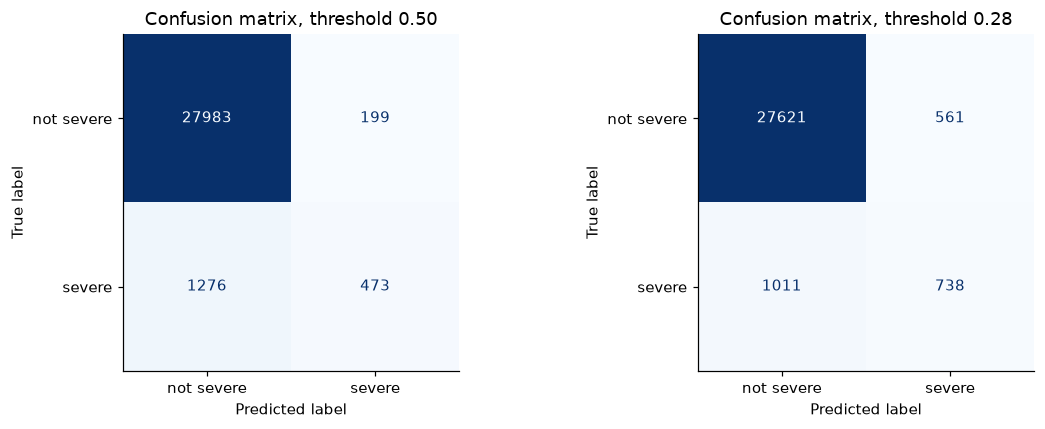 Confusion matrix, threshold 0.50
not severe
27983
199
True label
severe
1276
473
not severe
severe
Predicted label
Confusion matrix, threshold 0.28
not severe
27621
561
True label
severe
1011
738
not severe
severe
Predicted label